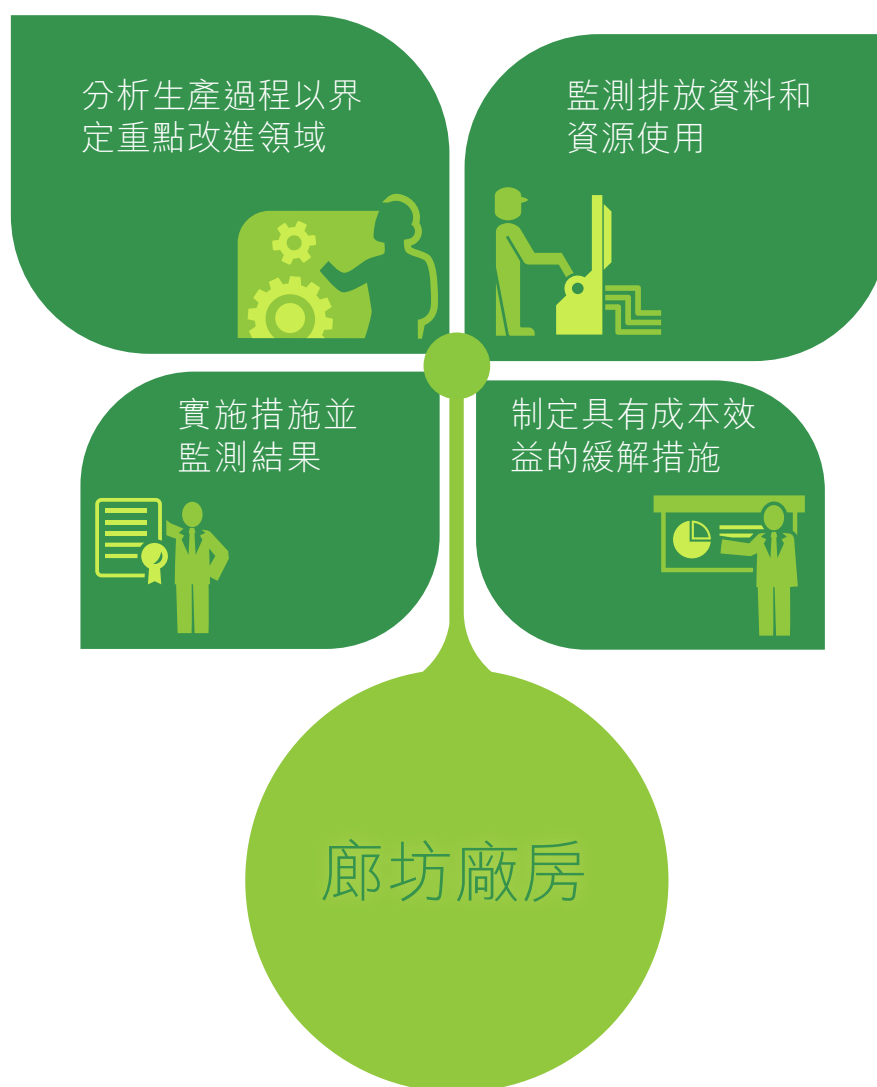 分析生產過程以界
定重點改進領域
監測排放資料和
資源使用
實施措施並
監測結果
制定具有成本效
益的緩解措施
廊坊廠房